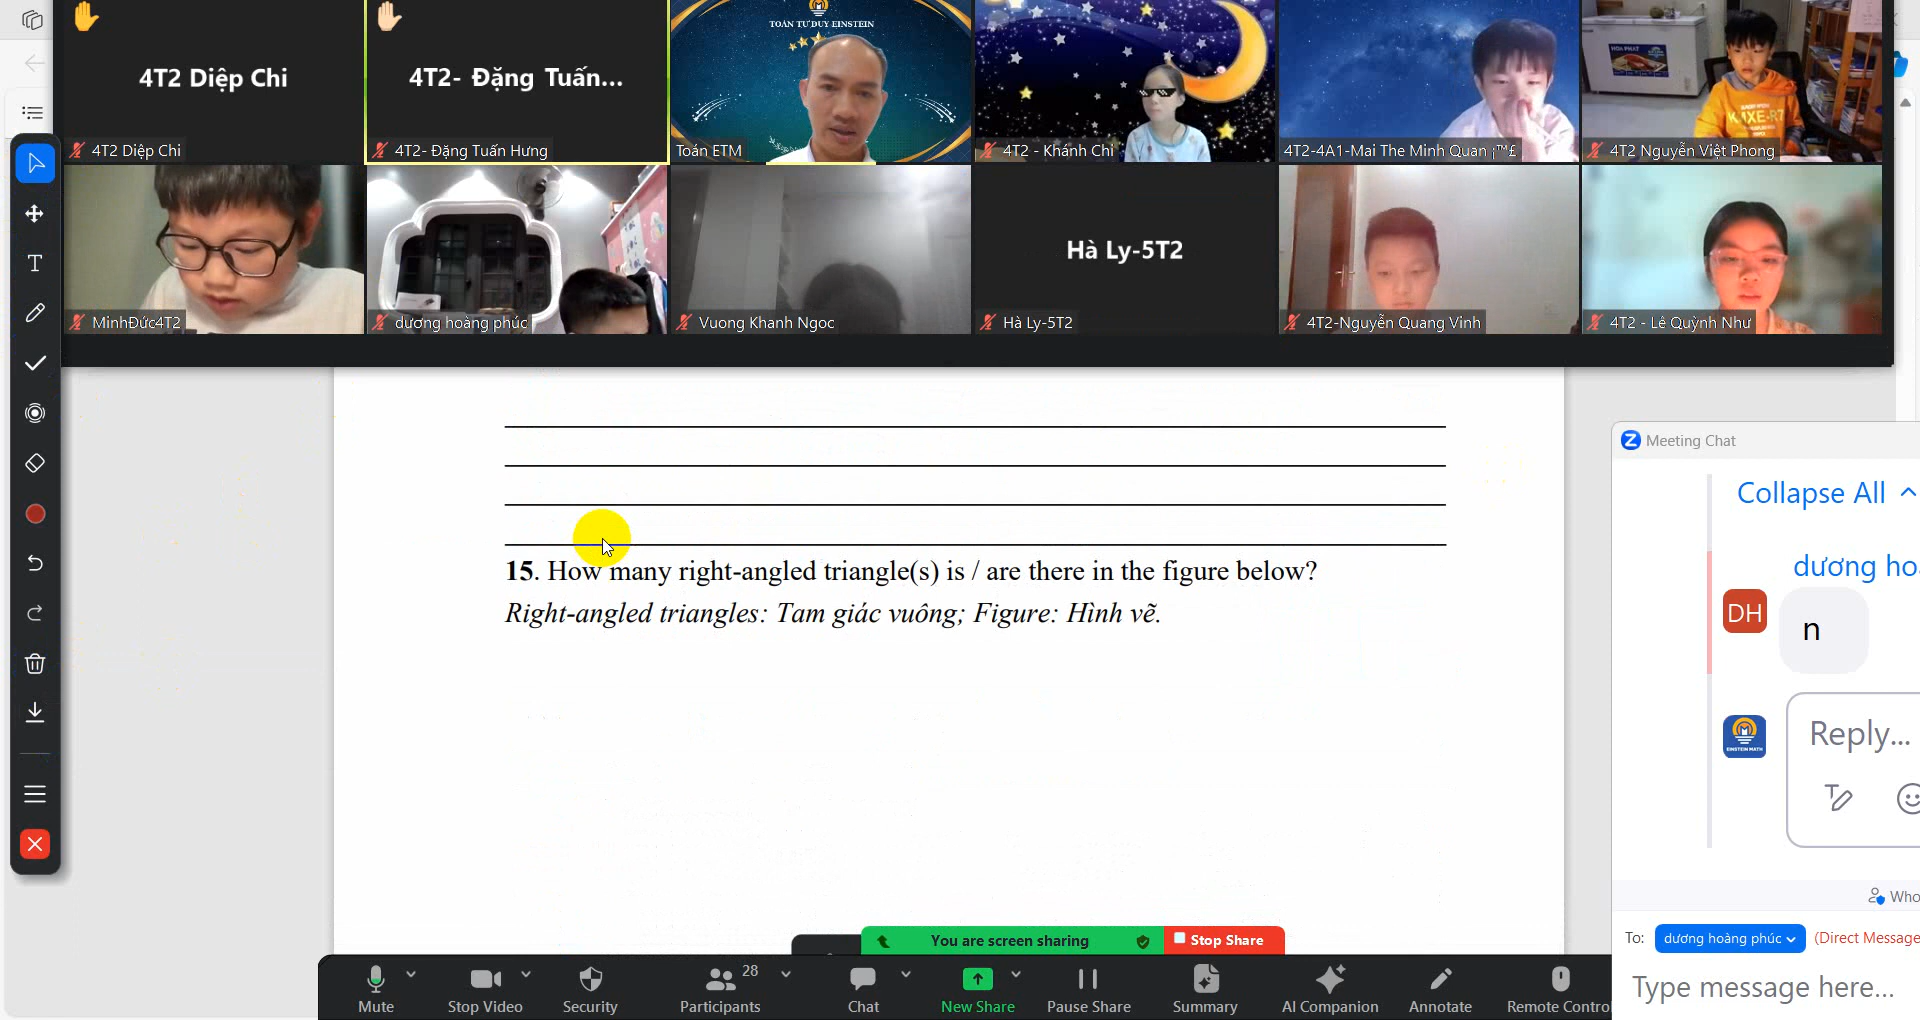 4T2 Diệp Chi
4T2 Diệp Chi
4T2- Đặng Tuấn...
4T2- Đặng Tuấn Hưng
TOÁN TƯ DUY EINSTEIN
Toán ETM
4T2 - Khánh Chi
4T2-4A1-Mai The Minh Quan ¡™£
HÒA PHÁT
4T2 Nguyễn Việt Phong
MinhĐức4T2
dương hoàng phúc
Vuong Khanh Ngoc
Hà Ly-5T2
Hà Ly-5T2
4T2-Nguyễn Quang Vinh
4T2 - Lê Quỳnh Như
15. How many right-angled triangle(s) is / are there in the figure below?
Right-angled triangles: Tam giác vuông; Figure: Hình vẽ.
Meeting Chat
Collapse All
dương ho
DH
n
EINSTEIN MATH
Reply...
Who
To: dương hoàng phúc (Direct Message
Type message here...
You are screen sharing
Stop Share
Mute
Stop Video
Security
28
Participants
Chat
New Share
Pause Share
Summary
AI Companion
Annotate
Remote Contro